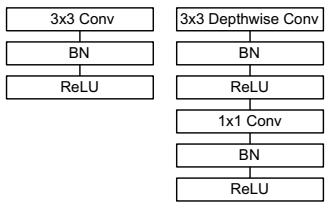 3x3 Conv
BN
ReLU
3x3 Depthwise Conv
BN
ReLU
1x1 Conv
BN
ReLU